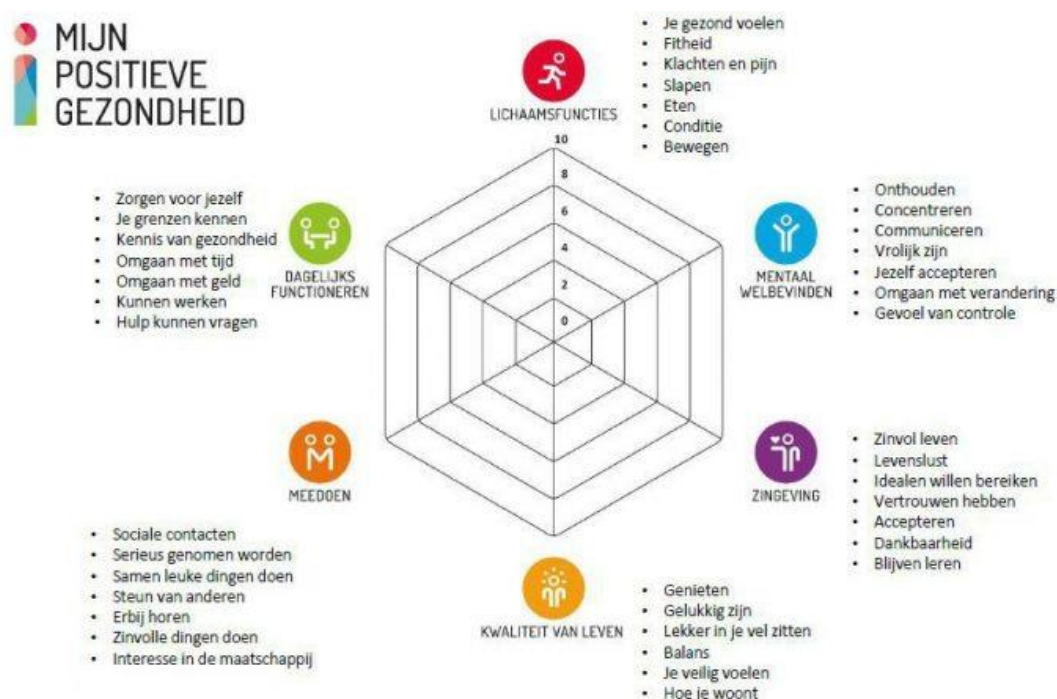 MIJN
POSITIEVE
GEZONDHEID
LICHAAMSFUNCTIES
• Je gezond voelen
• Fitheid
• Klachten en pijn
• Slapen
• Eten
• Conditie
• Bewegen
10
8
6
4
2
0
MENTAAL
WELBEVINDEN
• Onthouden
• Concentreren
• Communiceren
• Vrolijk zijn
• Jezelf accepteren
• Omgaan met verandering
• Gevoel van controle
ZINGEVING
• Zinvol leven
• Levenslust
• Idealen willen bereiken
• Vertrouwen hebben
• Accepteren
• Dankbaarheid
• Blijven leren
KWALITEIT VAN LEVEN
• Genieten
• Gelukkig zijn
• Lekker in je vel zitten
• Balans
• Je veilig voelen
• Hoe je woont
MEEDOEN
• Sociale contacten
• Serieus genomen worden
• Samen leuke dingen doen
• Steun van anderen
• Erbij horen
• Zinvolle dingen doen
• Interesse in de maatschappij
DAGELIJKS
FUNCTIONEREN
• Zorgen voor jezelf
• Je grenzen kennen
• Kennis van gezondheid
• Omgaan met tijd
• Omgaan met geld
• Kunnen werken
• Hulp kunnen vragen